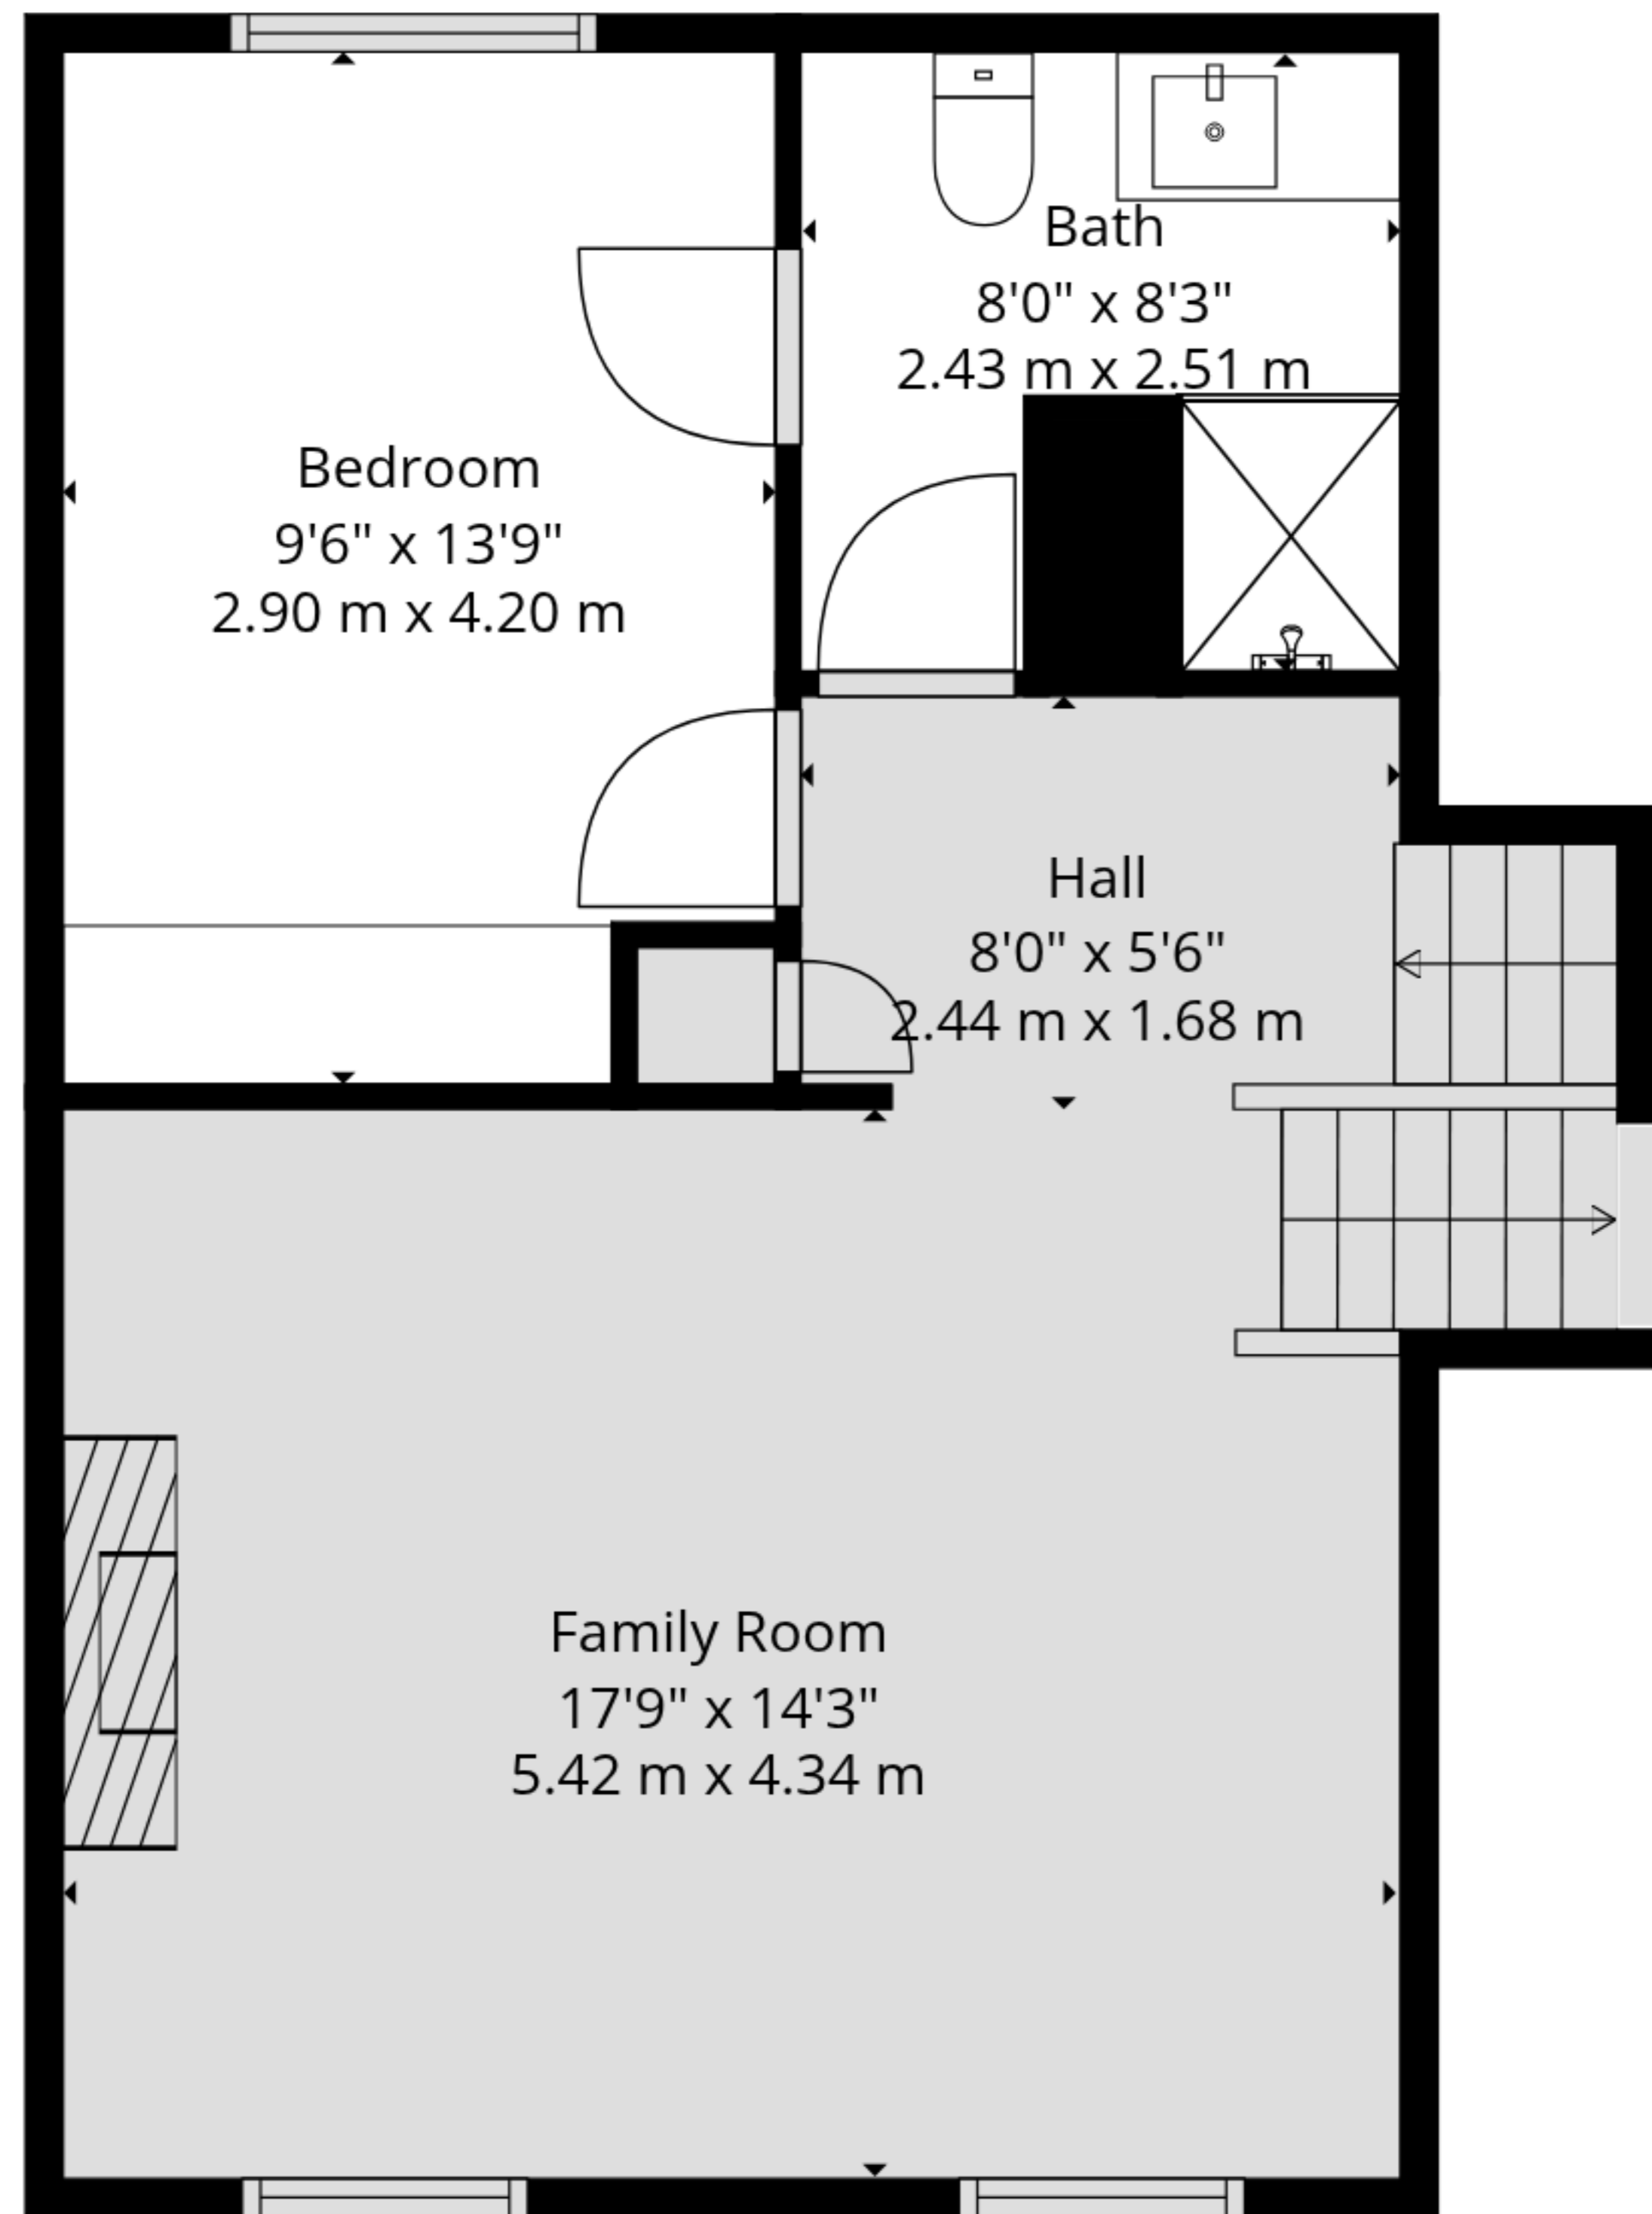 Bath
8'0" x 8'3"
2.43 m x 2.51 m
Bedroom
9'6" x 13'9"
2.90 m x 4.20 m
Hall
8'0" x 5'6"
2.44 m x 1.68 m
Family Room
17'9" x 14'3"
5.42 m x 4.34 m